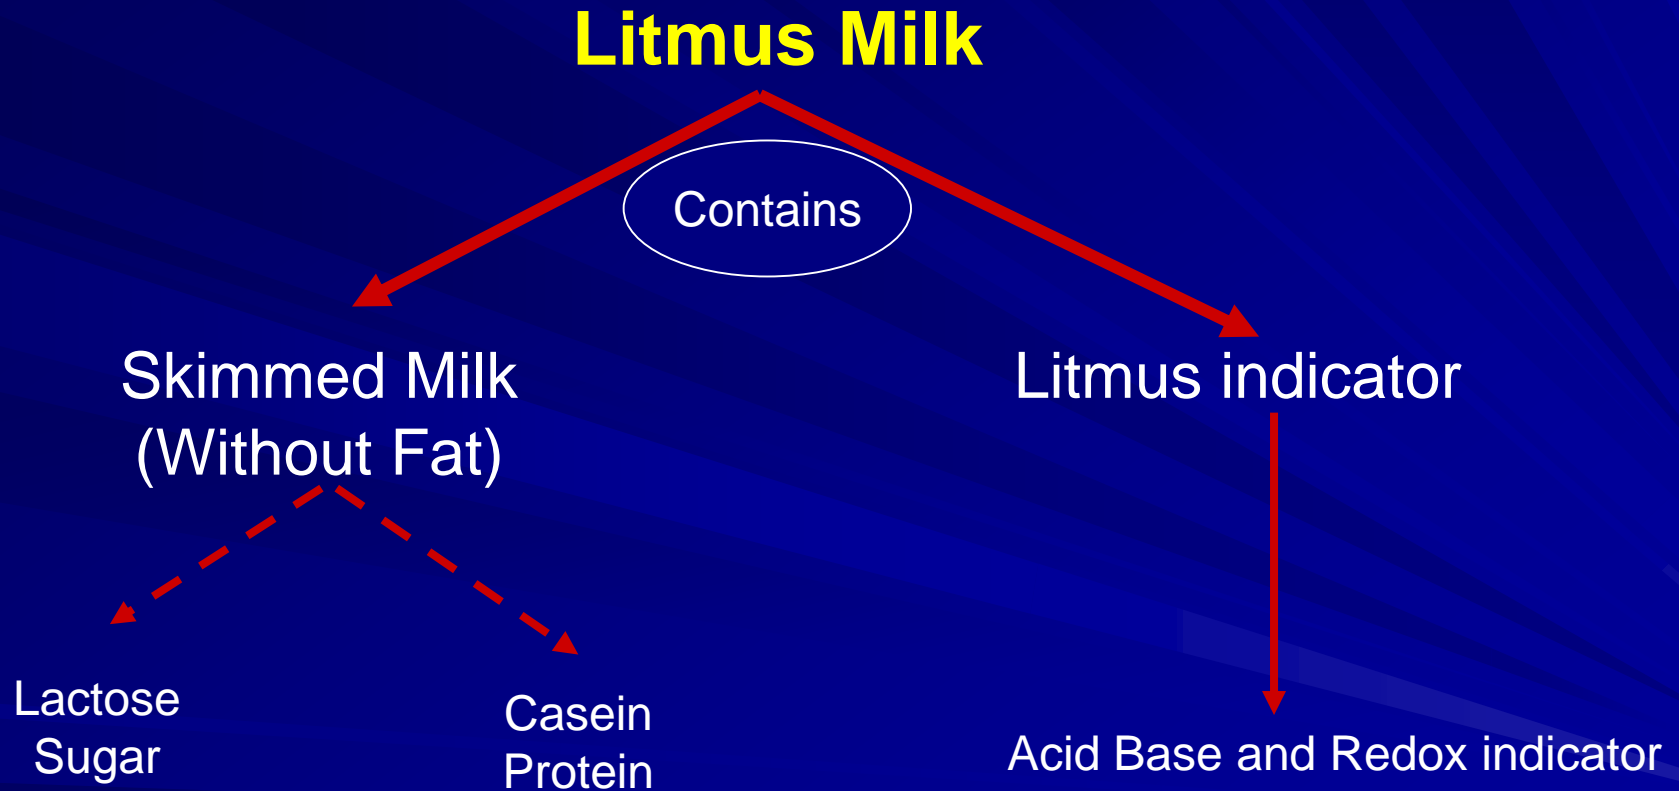 Litmus Milk
Contains
Skimmed Milk
(Without Fat)
Litmus indicator
Lactose
Sugar
Casein
Protein
Acid Base and Redox indicator